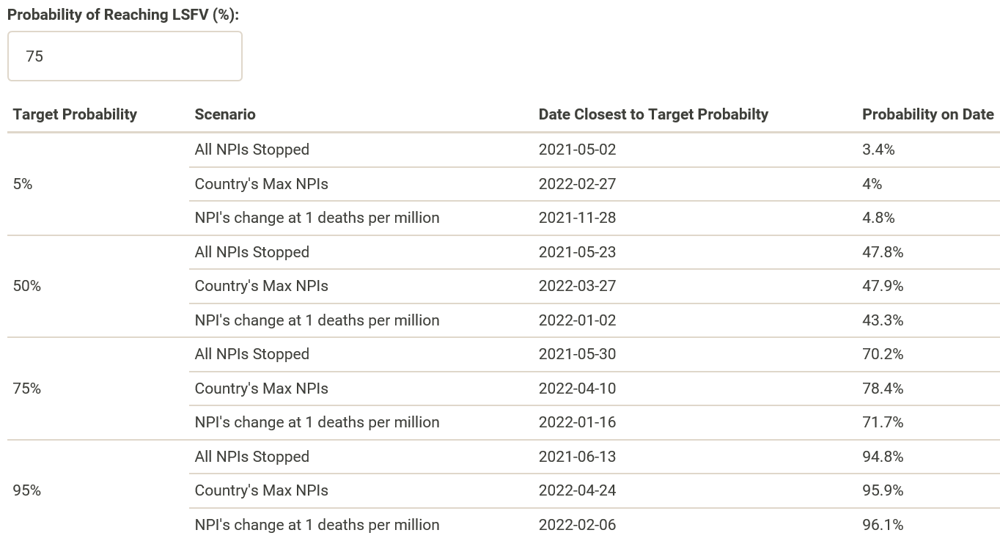 Probability of Reaching LSFV (%):
75
Target Probability Scenario Date Closest to Target Probabilty Probability on Date
All NPIs Stopped 2021-05-02 3.4%
5% Country's Max NPIs 2022-02-27 4%
NPI's change at 1 deaths per million 2021-11-28 4.8%
All NPIs Stopped 2021-05-23 47.8%
50% Country's Max NPIs 2022-03-27 47.9%
NPI's change at 1 deaths per million 2022-01-02 43.3%
All NPIs Stopped 2021-05-30 70.2%
75% Country's Max NPIs 2022-04-10 78.4%
NPI's change at 1 deaths per million 2022-01-16 71.7%
All NPIs Stopped 2021-06-13 94.8%
95% Country's Max NPIs 2022-04-24 95.9%
NPI's change at 1 deaths per million 2022-02-06 96.1%